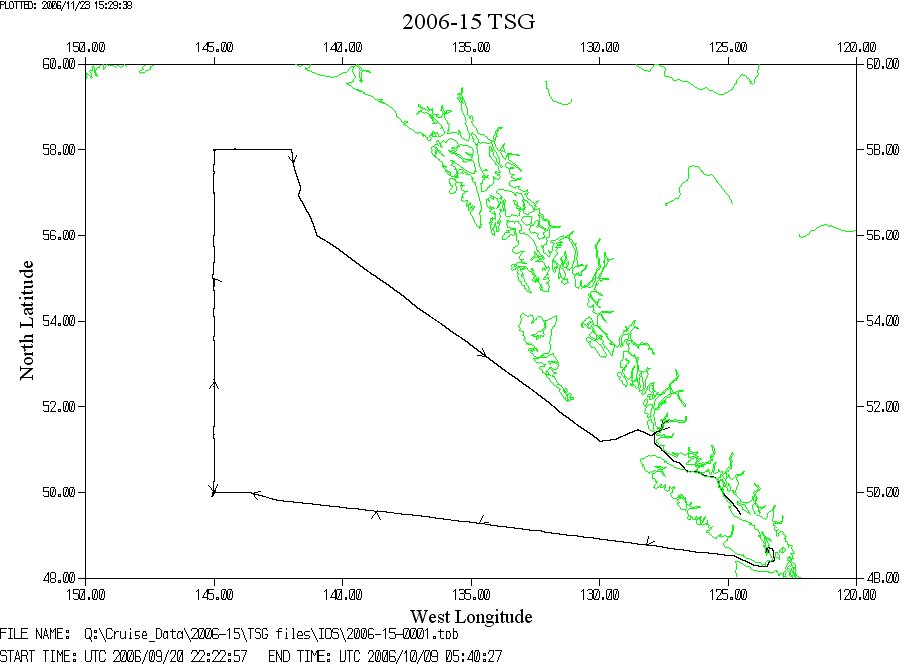 PLOTTED: 2006/11/23 15:29:38
2006-15 TSG
150.00 145.00 140.00 135.00 130.00 125.00 120.00
60.00 60.00
58.00 58.00
56.00 56.00
North Latitude
54.00 54.00
52.00 52.00
50.00 50.00
48.00 48.00
150.00 145.00 140.00 135.00 130.00 125.00 120.00
West Longitude
FILE NAME: Q:\Cruise_Data\2006-15\TSG files\IOS\2006-15-0001.tob
START TIME: UTC 2006/09/20 22:22:57 END TIME: UTC 2006/10/09 05:40:27